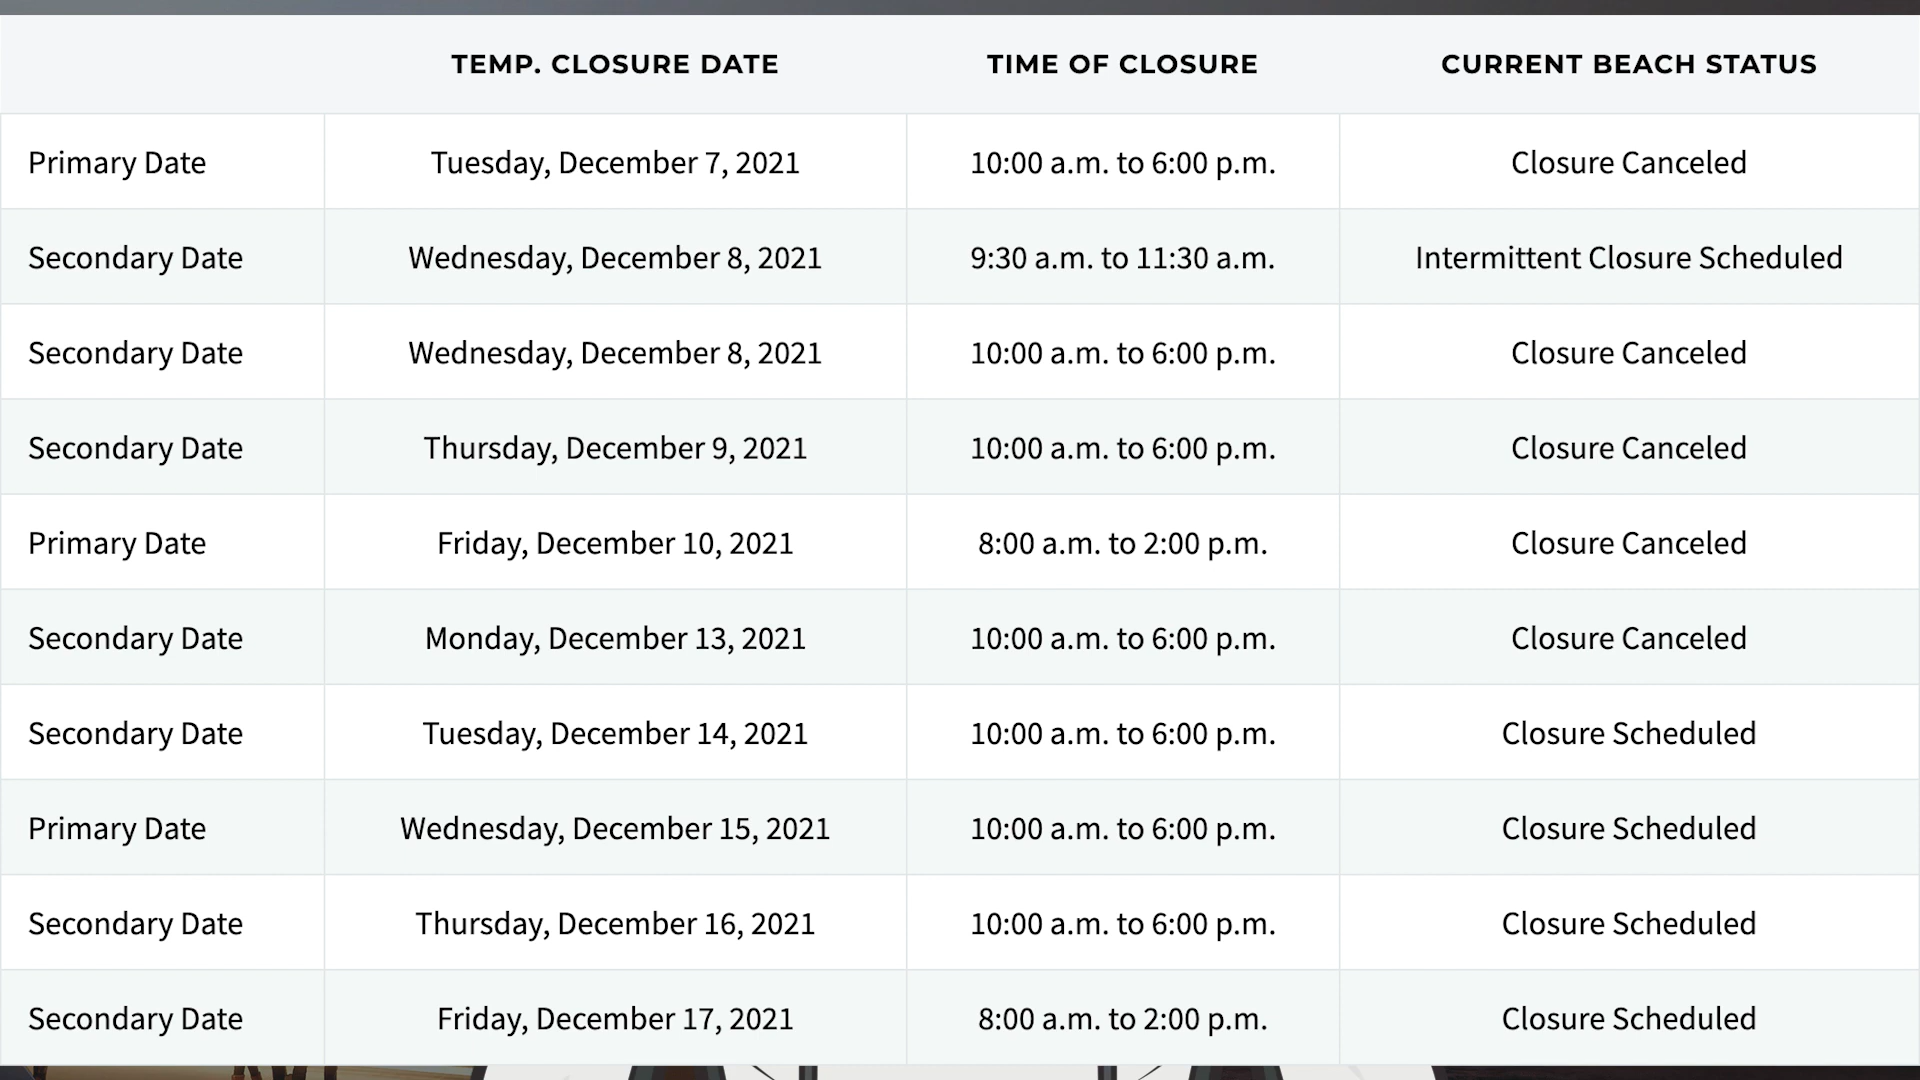 TEMP. CLOSURE DATE TIME OF CLOSURE CURRENT BEACH STATUS
Primary Date Tuesday, December 7, 2021 10:00 a.m. to 6:00 p.m. Closure Canceled
Secondary Date Wednesday, December 8, 2021 9:30 a.m. to 11:30 a.m. Intermittent Closure Scheduled
Secondary Date Wednesday, December 8, 2021 10:00 a.m. to 6:00 p.m. Closure Canceled
Secondary Date Thursday, December 9, 2021 10:00 a.m. to 6:00 p.m. Closure Canceled
Primary Date Friday, December 10, 2021 8:00 a.m. to 2:00 p.m. Closure Canceled
Secondary Date Monday, December 13, 2021 10:00 a.m. to 6:00 p.m. Closure Canceled
Secondary Date Tuesday, December 14, 2021 10:00 a.m. to 6:00 p.m. Closure Scheduled
Primary Date Wednesday, December 15, 2021 10:00 a.m. to 6:00 p.m. Closure Scheduled
Secondary Date Thursday, December 16, 2021 10:00 a.m. to 6:00 p.m. Closure Scheduled
Secondary Date Friday, December 17, 2021 8:00 a.m. to 2:00 p.m. Closure Scheduled